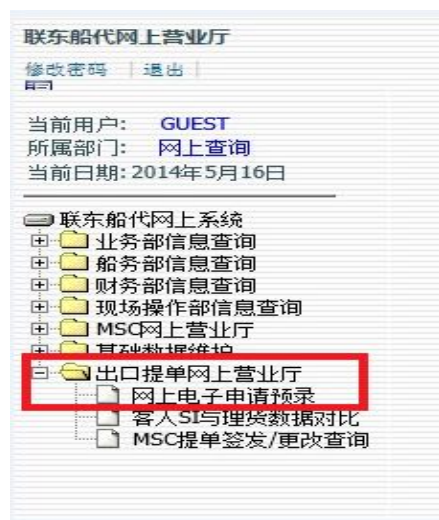 联东船代网上营业厅
修改密码 | 退出 |
当前用户: GUEST
所属部门: 网上查询
当前日期: 2014年5月16日
联东船代网上系统
业务部信息查询
船务部信息查询
财务部信息查询
现场操作部信息查询
MSC网上营业厅
基础数据维护
出口提单网上营业厅
网上电子申请预录
客人SI与理货数据对比
MSC提单签发/更改查询